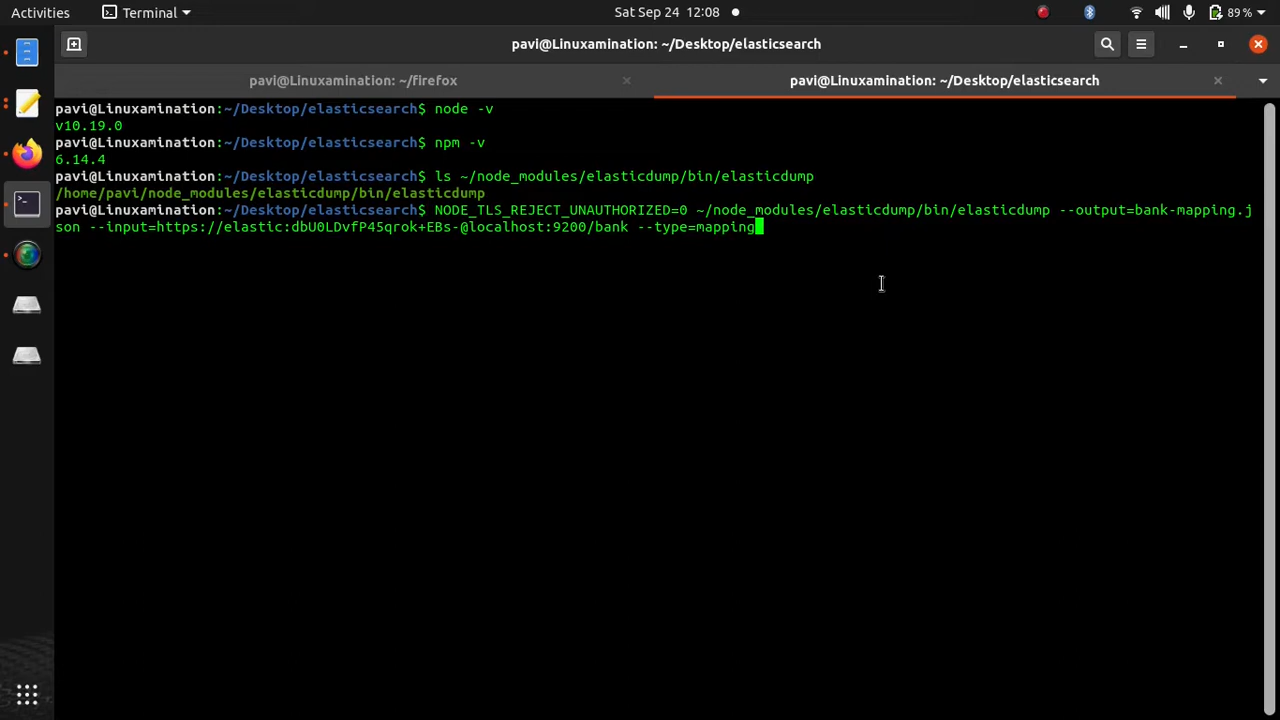 Activities Terminal Sat Sep 24 12:08 89 %
pavi@Linuxamination: ~/Desktop/elasticsearch
pavi@Linuxamination: ~/firefox pavi@Linuxamination: ~/Desktop/elasticsearch
pavi@Linuxamination:~/Desktop/elasticsearch$ node -v
v10.19.0
pavi@Linuxamination:~/Desktop/elasticsearch$ npm -v
6.14.4
pavi@Linuxamination:~/Desktop/elasticsearch$ ls ~/node_modules/elasticdump/bin/elasticdump
/home/pavi/node_modules/elasticdump/bin/elasticdump
pavi@Linuxamination:~/Desktop/elasticsearch$ NODE_TLS_REJECT_UNAUTHORIZED=0 ~/node_modules/elasticdump/bin/elasticdump --output=bank-mapping.j
son --input=https://elastic:dbU0LDvfP45qrok+EBs-@localhost:9200/bank --type=mapping